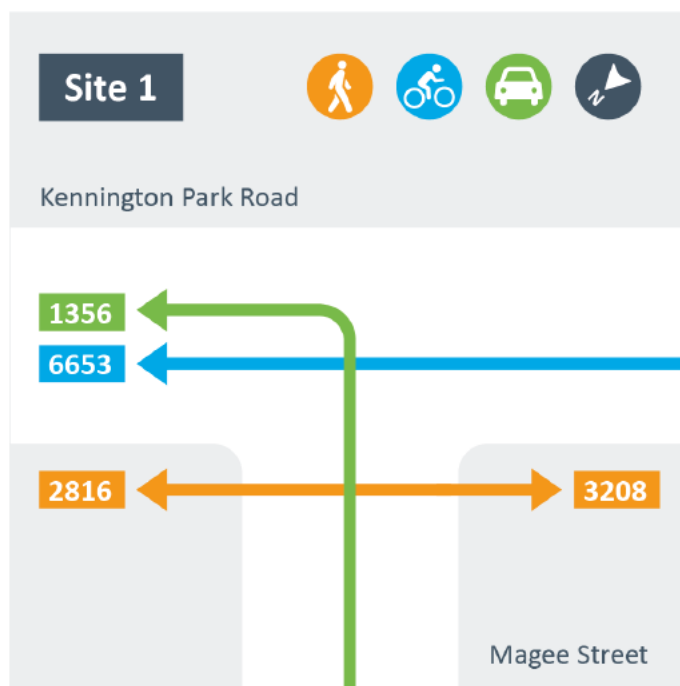 Site 1
N
Kennington Park Road
1356
6653
2816
3208
Magee Street